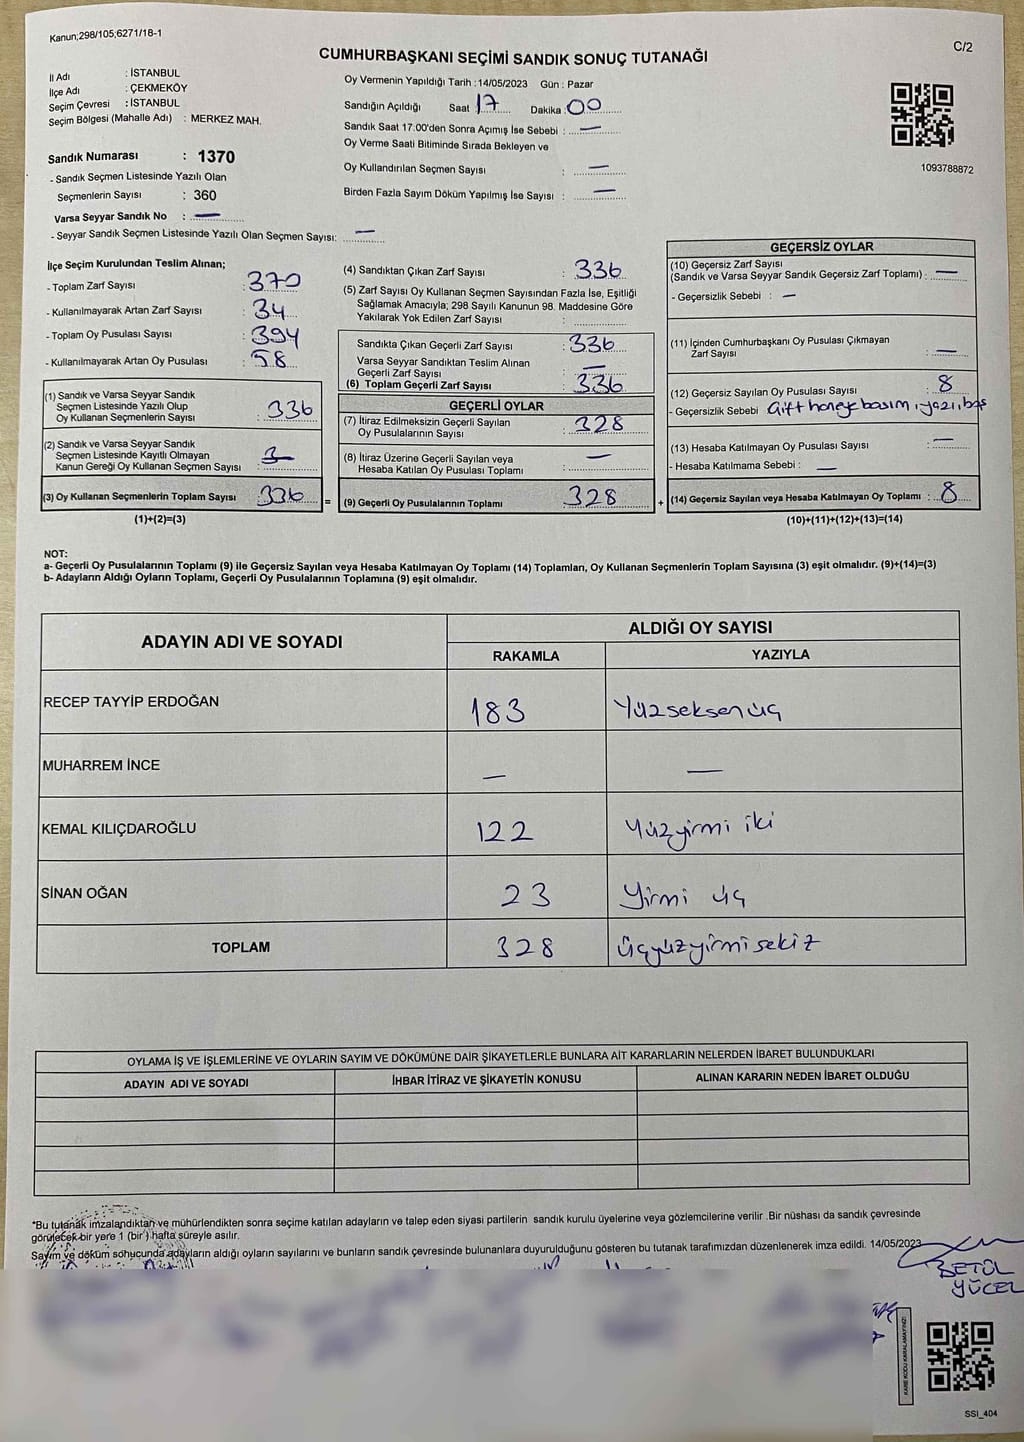 Kanun;298/105,6271/18-1
C/2
CUMHURBAŞKANI SEÇİMİ SANDIK SONUÇ TUTANAĞI
İl Adı : İSTANBUL
İlçe Adı : ÇEKMEKÖY
Seçim Çevresi : İSTANBUL
Seçim Bölgesi (Mahalle Adı) : MERKEZ MAH.
Sandık Numarası : 1370
- Sandık Seçmen Listesinde Yazılı Olan
Seçmenlerin Sayısı : 360
Varsa Seyyar Sandık No : —
- Seyyar Sandık Seçmen Listesinde Yazılı Olan Seçmen Sayısı: —
Oy Vermenin Yapıldığı Tarih : 14/05/2023 Gün : Pazar
Sandığın Açıldığı Saat 17 Dakika : 00
Sandık Saat 17:00'den Sonra Açımış İse Sebebi : —
Oy Verme Saati Bitiminde Sırada Bekleyen ve
Oy Kullandırılan Seçmen Sayısı : —
Birden Fazla Sayım Döküm Yapılmış İse Sayısı : —
1093788872
İlçe Seçim Kurulundan Teslim Alınan;
- Toplam Zarf Sayısı : 370
- Kullanılmayarak Artan Zarf Sayısı : 34
- Toplam Oy Pusulası Sayısı : 394
- Kullanılmayarak Artan Oy Pusulası : 58
(1) Sandık ve Varsa Seyyar Sandık
Seçmen Listesinde Yazılı Olup
Oy Kullanan Seçmenlerin Sayısı : 336
(2) Sandık ve Varsa Seyyar Sandık
Seçmen Listesinde Kayıtlı Olmayan
Kanun Gereği Oy Kullanan Seçmen Sayısı :
(3) Oy Kullanan Seçmenlerin Toplam Sayısı : 336 =
(1)+(2)=(3)
(4) Sandıktan Çıkan Zarf Sayısı : 336
(5) Zarf Sayısı Oy Kullanan Seçmen Sayısından Fazla İse, Eşitliği
Sağlamak Amacıyla; 298 Sayılı Kanunun 98. Maddesine Göre
Yakılarak Yok Edilen Zarf Sayısı :
Sandıkta Çıkan Geçerli Zarf Sayısı : 336
Varsa Seyyar Sandıktan Teslim Alınan
Geçerli Zarf Sayısı : —
(6) Toplam Geçerli Zarf Sayısı : 336
GEÇERLİ OYLAR
(7) İtiraz Edilmeksizin Geçerli Sayılan
Oy Pusulalarının Sayısı : 328
(8) İtiraz Üzerine Geçerli Sayılan veya
Hesaba Katılan Oy Pusulası Toplamı : —
(9) Geçerli Oy Pusulalarının Toplamı 328 +
GEÇERSİZ OYLAR
(10) Geçersiz Zarf Sayısı
(Sandık ve Varsa Seyyar Sandık Geçersiz Zarf Toplamı) : —
- Geçersizlik Sebebi : —
(11) İçinden Cumhurbaşkanı Oy Pusulası Çıkmayan
Zarf Sayısı : —
(12) Geçersiz Sayılan Oy Pusulası Sayısı : 8
- Geçersizlik Sebebi : Çift haneye basım, yazı, boş
(13) Hesaba Katılmayan Oy Pusulası Sayısı : —
- Hesaba Katılmama Sebebi : —
(14) Geçersiz Sayılan veya Hesaba Katılmayan Oy Toplamı : 8
(10)+(11)+(12)+(13)=(14)
NOT:
a- Geçerli Oy Pusulalarının Toplamı (9) ile Geçersiz Sayılan veya Hesaba Katılmayan Oy Toplamı (14) Toplamları, Oy Kullanan Seçmenlerin Toplam Sayısına (3) eşit olmalıdır. (9)+(14)=(3)
b- Adayların Aldığı Oyların Toplamı, Geçerli Oy Pusulalarının Toplamına (9) eşit olmalıdır.
ADAYIN ADI VE SOYADI ALDIĞI OY SAYISI
RAKAMLA YAZIYLA
RECEP TAYYİP ERDOĞAN 183 Yüzseksen üç
MUHARREM İNCE — —
KEMAL KILIÇDAROĞLU 122 Yüzyirmi iki
SİNAN OĞAN 23 Yirmi üç
TOPLAM 328 Üçyüzyirmi sekiz
OYLAMA İŞ VE İŞLEMLERİNE VE OYLARIN SAYIM VE DÖKÜMÜNE DAİR ŞİKAYETLERLE BUNLARA AİT KARARLARIN NELERDEN İBARET BULUNDUKLARI
ADAYIN ADI VE SOYADI İHBAR İTİRAZ VE ŞİKAYETİN KONUSU ALINAN KARARIN NEDEN İBARET OLDUĞU
*Bu tutanak imzalandıktan ve mühürlendikten sonra seçime katılan adayların ve talep eden siyasi partilerin sandık kurulu üyelerine veya gözlemcilerine verilir .Bir nüshası da sandık çevresinde
görülecek bir yere 1 (bir ) hafta süreyle asılır.
Sayım ve döküm sonucunda adayların aldığı oyların sayılarını ve bunların sandık çevresinde bulunanlara duyurulduğunu gösteren bu tutanak tarafımızdan düzenlenerek imza edildi. 14/05/2023
BETÜL
YÜCEL
KARE KODU KARALAMAYINIZ!
SSI_404